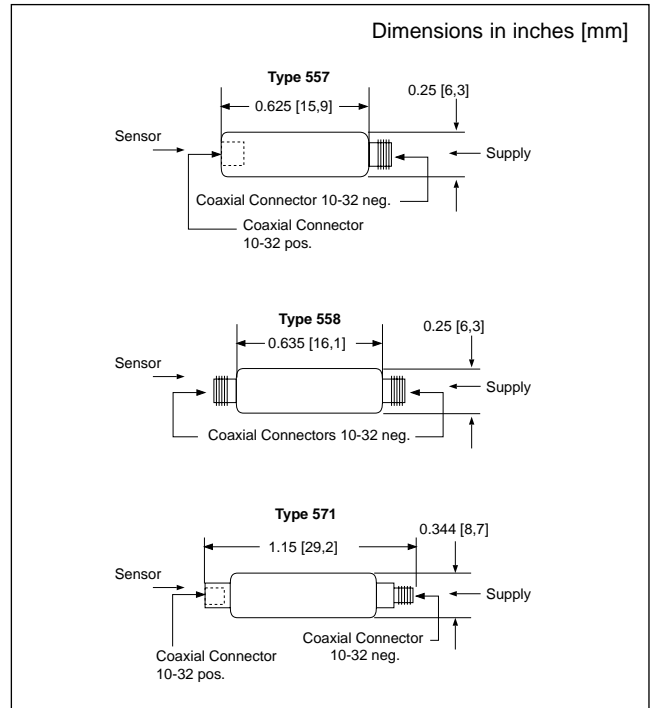 Dimensions in inches [mm]
Type 557
0.25 [6,3]
0.625 [15,9]
Sensor
Supply
Coaxial Connector 10-32 neg.
Coaxial Connector
10-32 pos.
Type 558
0.25 [6,3]
0.635 [16,1]
Sensor
Supply
Coaxial Connectors 10-32 neg.
Type 571
0.344 [8,7]
1.15 [29,2]
Sensor
Supply
Coaxial Connector
10-32 neg.
Coaxial Connector
10-32 pos.